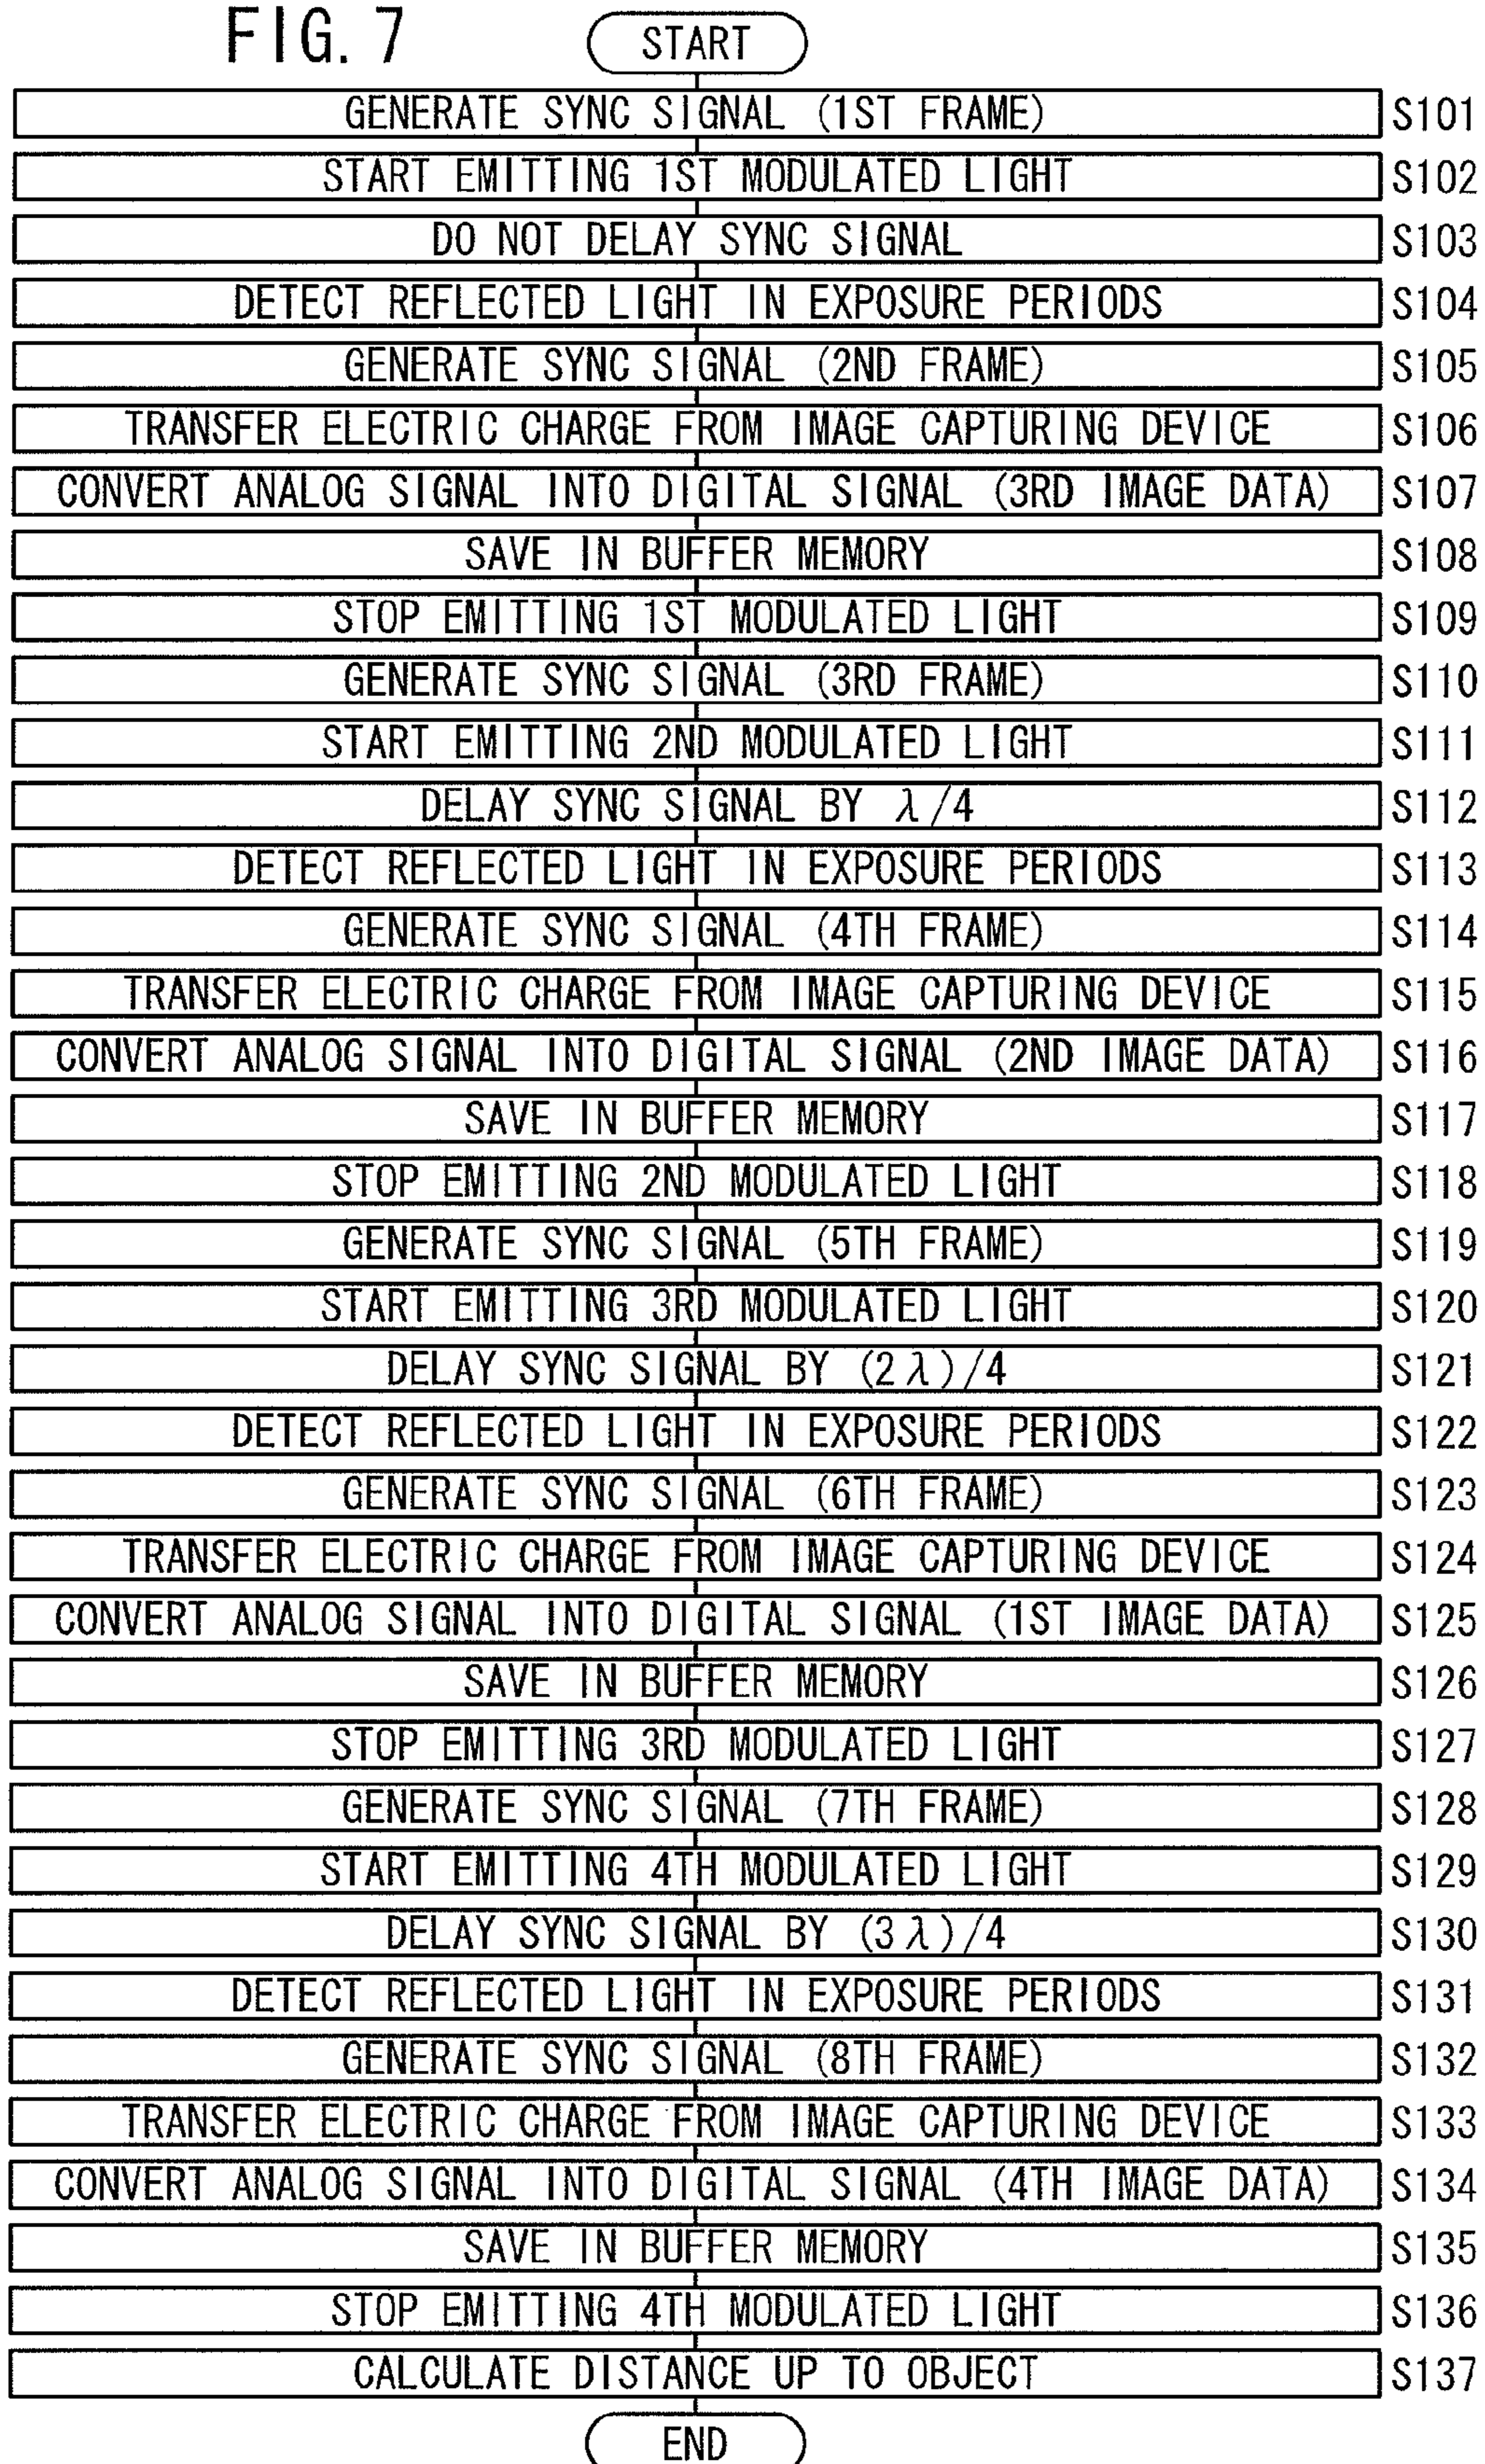 FIG. 7
START
GENERATE SYNC SIGNAL (1ST FRAME) S101
START EMITTING 1ST MODULATED LIGHT S102
DO NOT DELAY SYNC SIGNAL S103
DETECT REFLECTED LIGHT IN EXPOSURE PERIODS S104
GENERATE SYNC SIGNAL (2ND FRAME) S105
TRANSFER ELECTRIC CHARGE FROM IMAGE CAPTURING DEVICE S106
CONVERT ANALOG SIGNAL INTO DIGITAL SIGNAL (3RD IMAGE DATA) S107
SAVE IN BUFFER MEMORY S108
STOP EMITTING 1ST MODULATED LIGHT S109
GENERATE SYNC SIGNAL (3RD FRAME) S110
START EMITTING 2ND MODULATED LIGHT S111
DELAY SYNC SIGNAL BY λ/4 S112
DETECT REFLECTED LIGHT IN EXPOSURE PERIODS S113
GENERATE SYNC SIGNAL (4TH FRAME) S114
TRANSFER ELECTRIC CHARGE FROM IMAGE CAPTURING DEVICE S115
CONVERT ANALOG SIGNAL INTO DIGITAL SIGNAL (2ND IMAGE DATA) S116
SAVE IN BUFFER MEMORY S117
STOP EMITTING 2ND MODULATED LIGHT S118
GENERATE SYNC SIGNAL (5TH FRAME) S119
START EMITTING 3RD MODULATED LIGHT S120
DELAY SYNC SIGNAL BY (2λ)/4 S121
DETECT REFLECTED LIGHT IN EXPOSURE PERIODS S122
GENERATE SYNC SIGNAL (6TH FRAME) S123
TRANSFER ELECTRIC CHARGE FROM IMAGE CAPTURING DEVICE S124
CONVERT ANALOG SIGNAL INTO DIGITAL SIGNAL (1ST IMAGE DATA) S125
SAVE IN BUFFER MEMORY S126
STOP EMITTING 3RD MODULATED LIGHT S127
GENERATE SYNC SIGNAL (7TH FRAME) S128
START EMITTING 4TH MODULATED LIGHT S129
DELAY SYNC SIGNAL BY (3λ)/4 S130
DETECT REFLECTED LIGHT IN EXPOSURE PERIODS S131
GENERATE SYNC SIGNAL (8TH FRAME) S132
TRANSFER ELECTRIC CHARGE FROM IMAGE CAPTURING DEVICE S133
CONVERT ANALOG SIGNAL INTO DIGITAL SIGNAL (4TH IMAGE DATA) S134
SAVE IN BUFFER MEMORY S135
STOP EMITTING 4TH MODULATED LIGHT S136
CALCULATE DISTANCE UP TO OBJECT S137
END